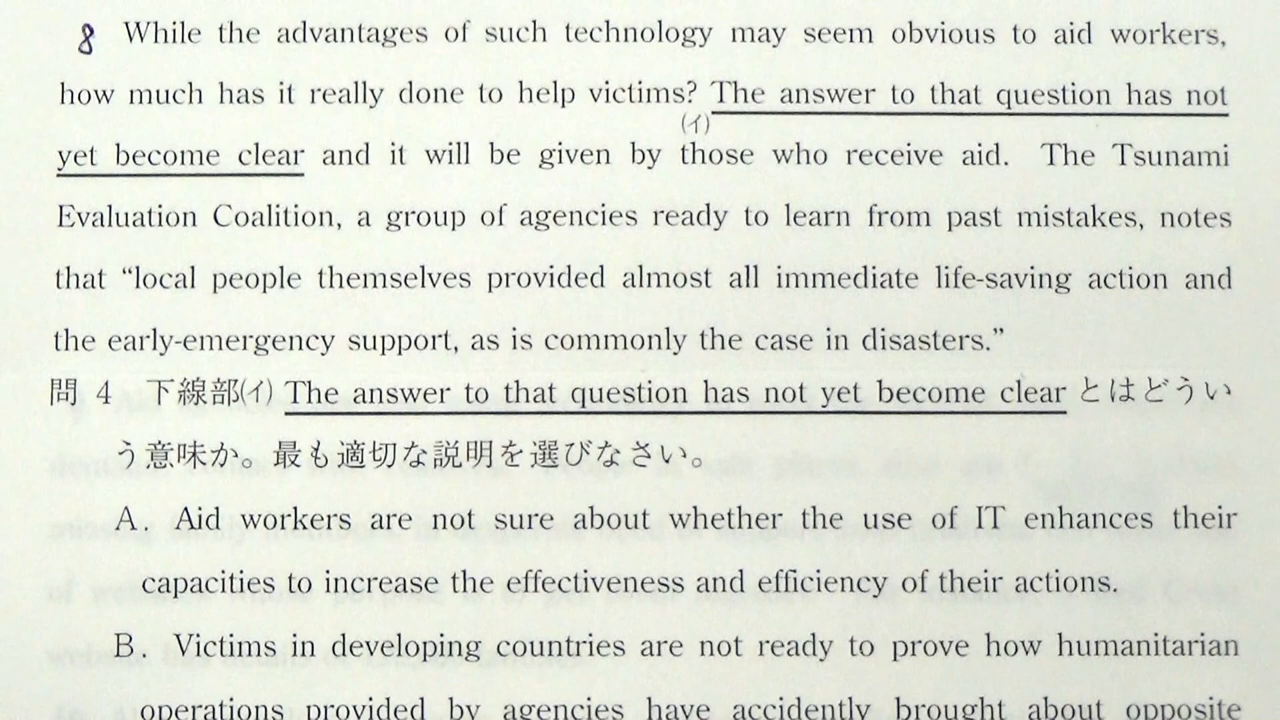 8 While the advantages of such technology may seem obvious to aid workers,
how much has it really done to help victims? The answer to that question has not
(イ)
yet become clear and it will be given by those who receive aid. The Tsunami
Evaluation Coalition, a group of agencies ready to learn from past mistakes, notes
that “local people themselves provided almost all immediate life-saving action and
the early-emergency support, as is commonly the case in disasters.”
問 4 下線部(イ) The answer to that question has not yet become clear とはどうい
う意味か。最も適切な説明を選びなさい。
A. Aid workers are not sure about whether the use of IT enhances their
capacities to increase the effectiveness and efficiency of their actions.
B. Victims in developing countries are not ready to prove how humanitarian
operations provided by agencies have accidently brought about opposite